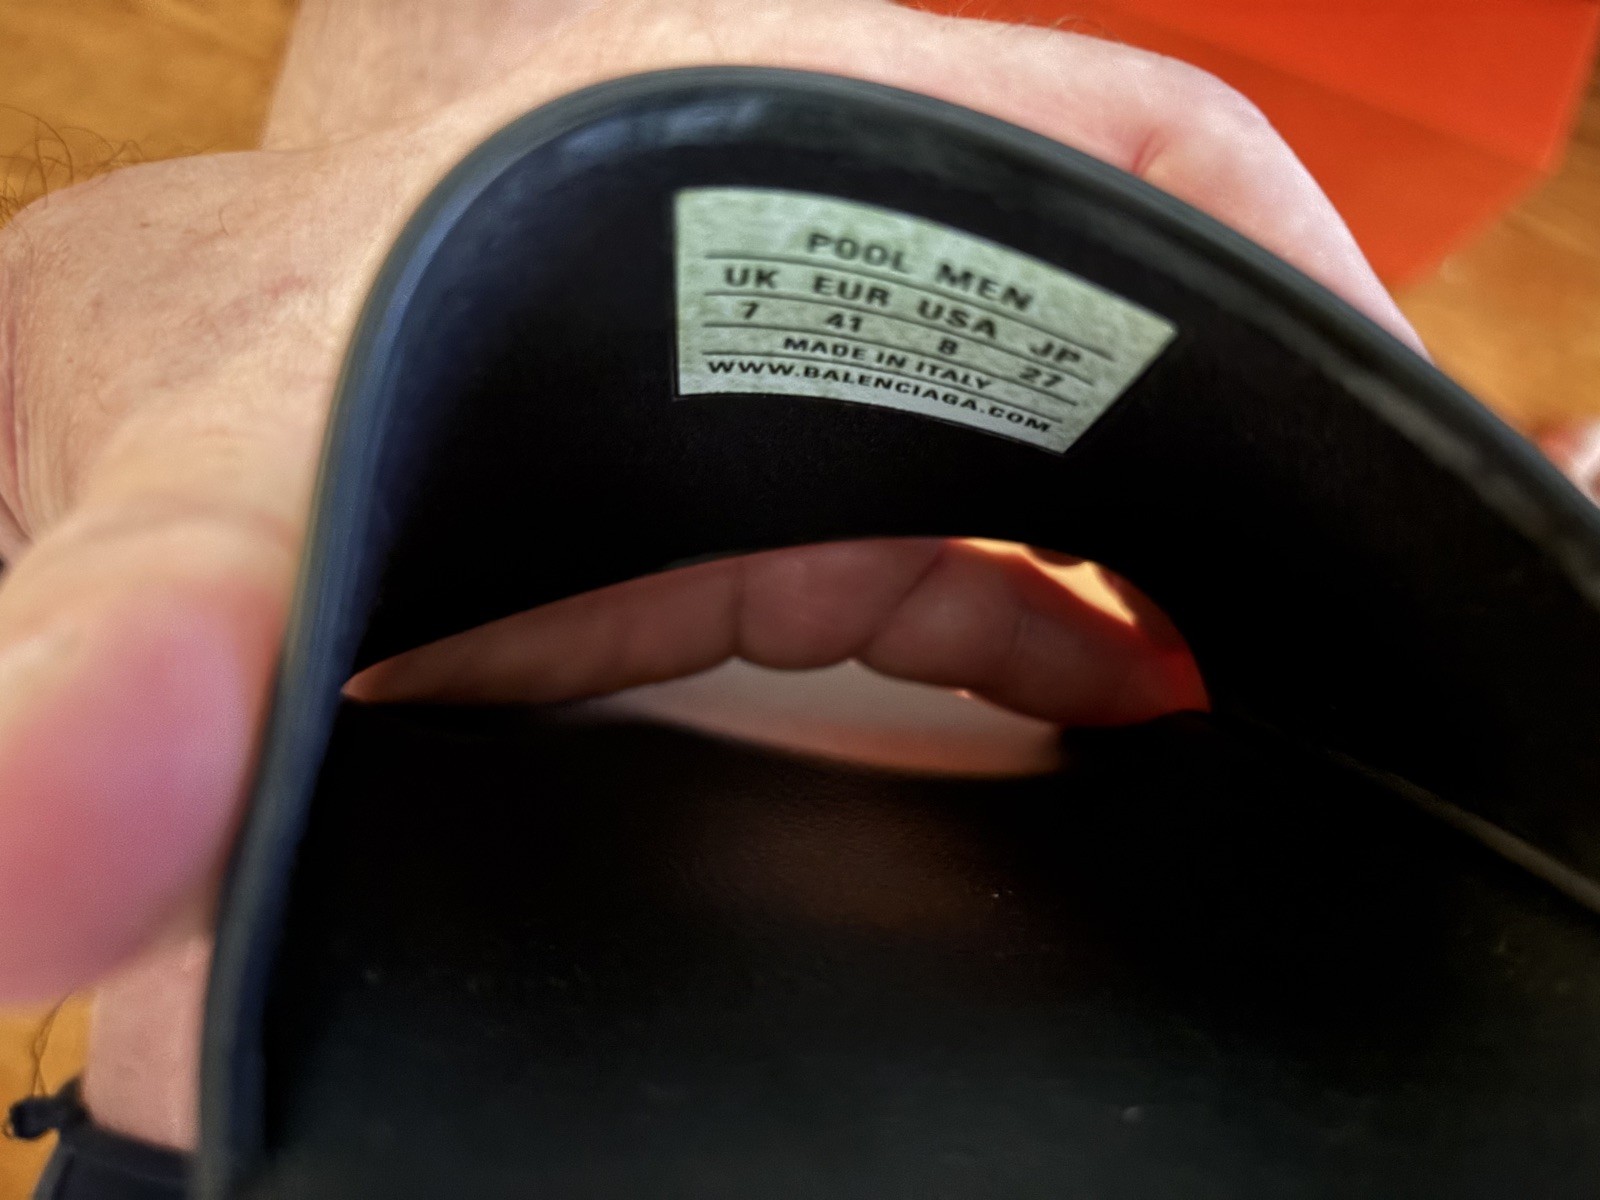 POOL MEN
UK EUR USA JP
7 41 8 27
MADE IN ITALY
WWW.BALENCIAGA.COM